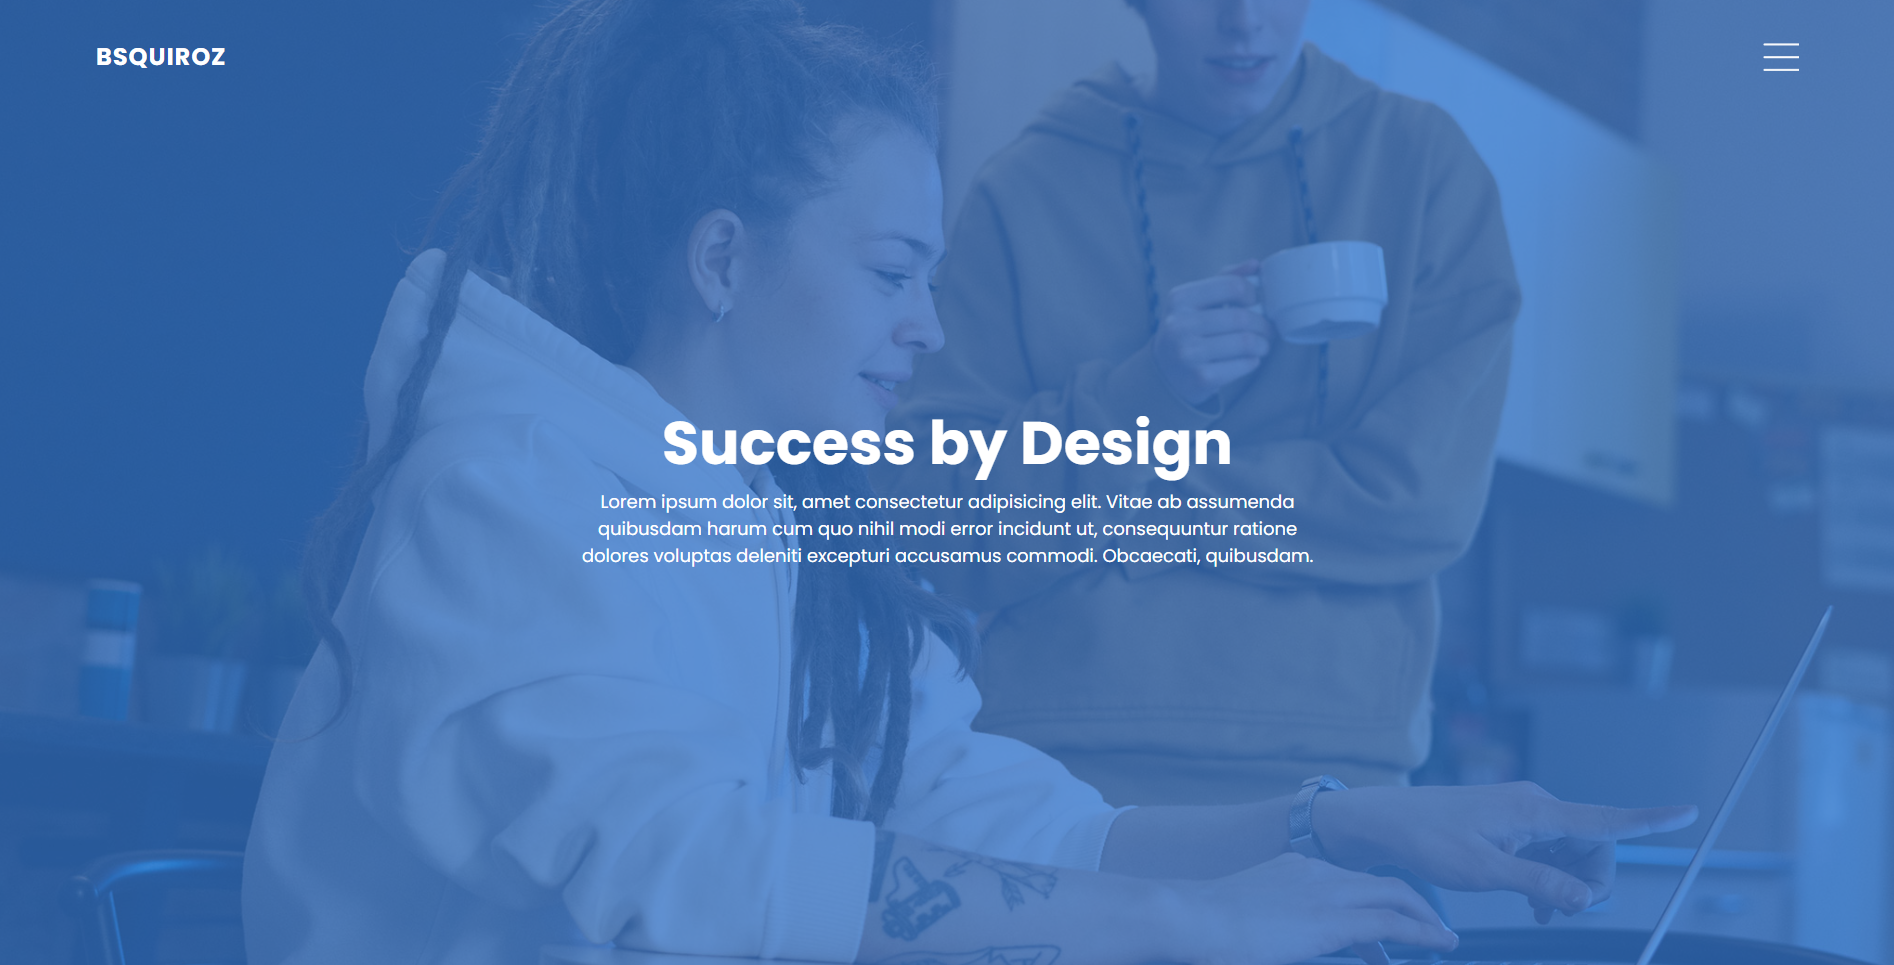 BSQUIROZ
Success by Design
Lorem ipsum dolor sit, amet consectetur adipisicing elit. Vitae ab assumenda
quibusdam harum cum quo nihil modi error incidunt ut, consequuntur ratione
dolores voluptas deleniti excepturi accusamus commodi. Obcaecati, quibusdam.